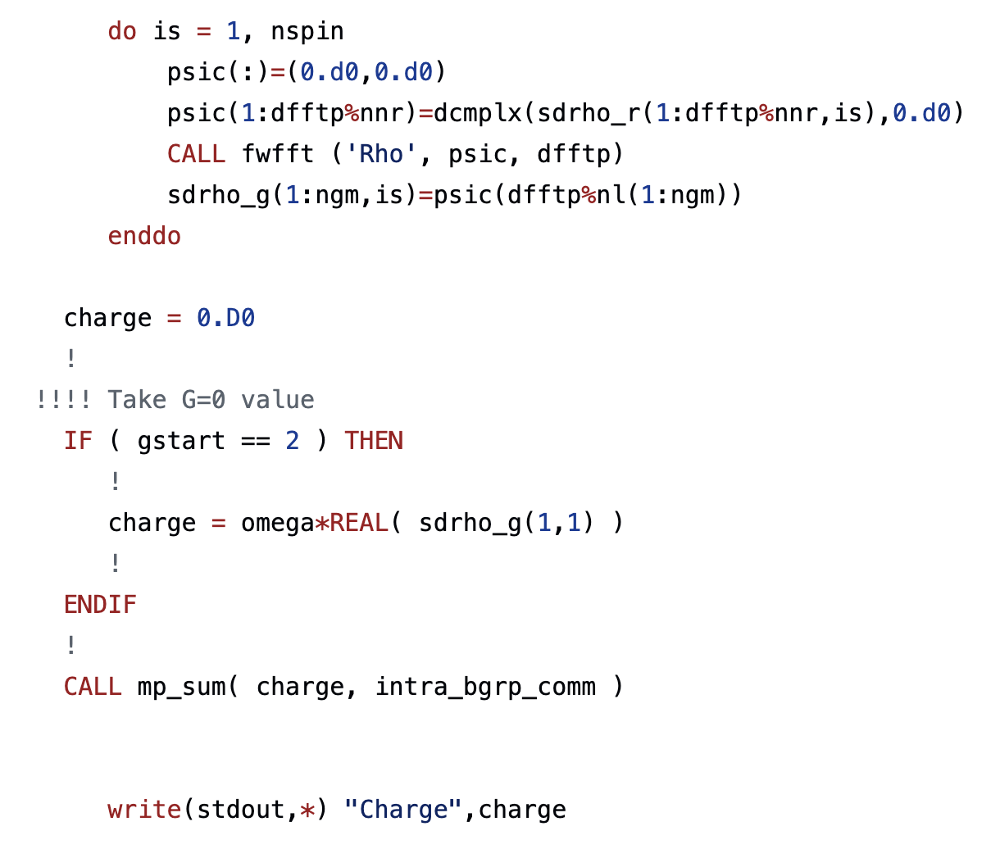 do is = 1, nspin
psic(:)=(0.d0,0.d0)
psic(1:dfftp%nnr)=dcmplx(sdrho_r(1:dfftp%nnr,is),0.d0)
CALL fwfft ('Rho', psic, dfftp)
sdrho_g(1:ngm,is)=psic(dfftp%nl(1:ngm))
enddo
charge = 0.D0
!
!!!! Take G=0 value
IF ( gstart == 2 ) THEN
!
charge = omega*REAL( sdrho_g(1,1) )
!
ENDIF
!
CALL mp_sum( charge, intra_bgrp_comm )
write(stdout,*) "Charge",charge